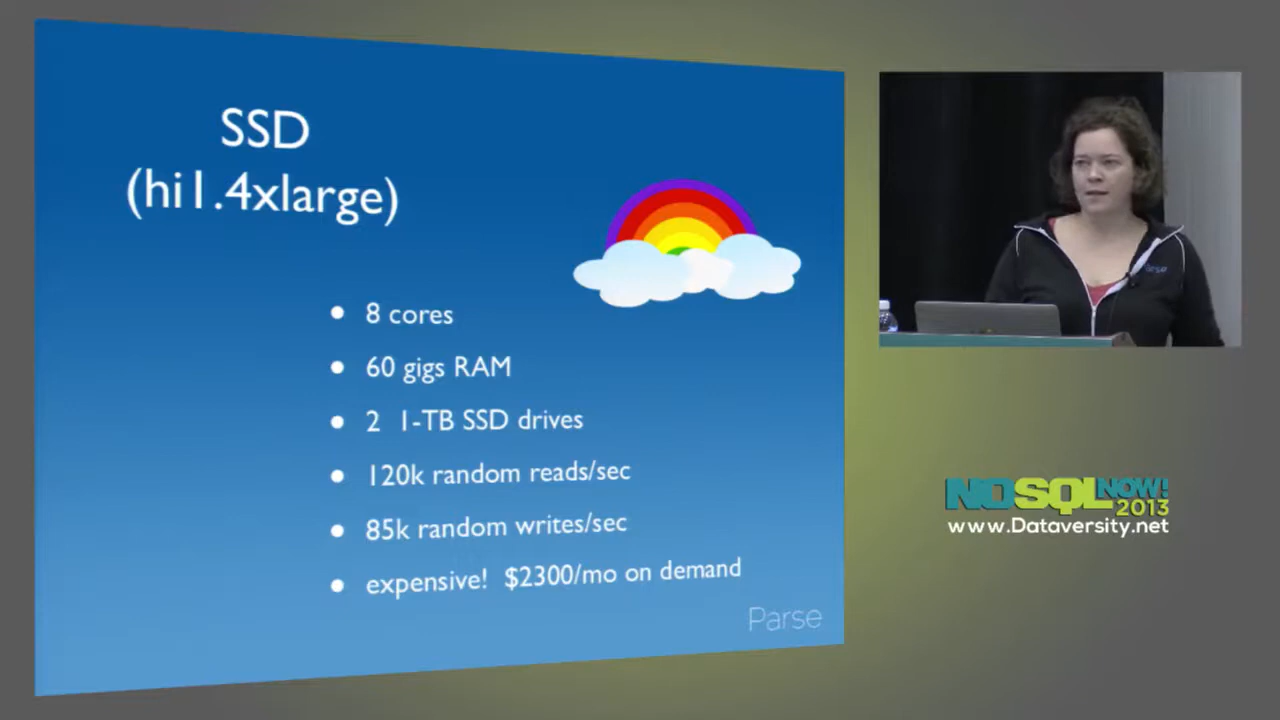 SSD
(hi1.4xlarge)
• 8 cores
• 60 gigs RAM
• 2 1-TB SSD drives
• 120k random reads/sec
• 85k random writes/sec
• expensive! $2300/mo on demand
Parse
Parse
NOSQL NOW!
2013
www.Dataversity.net